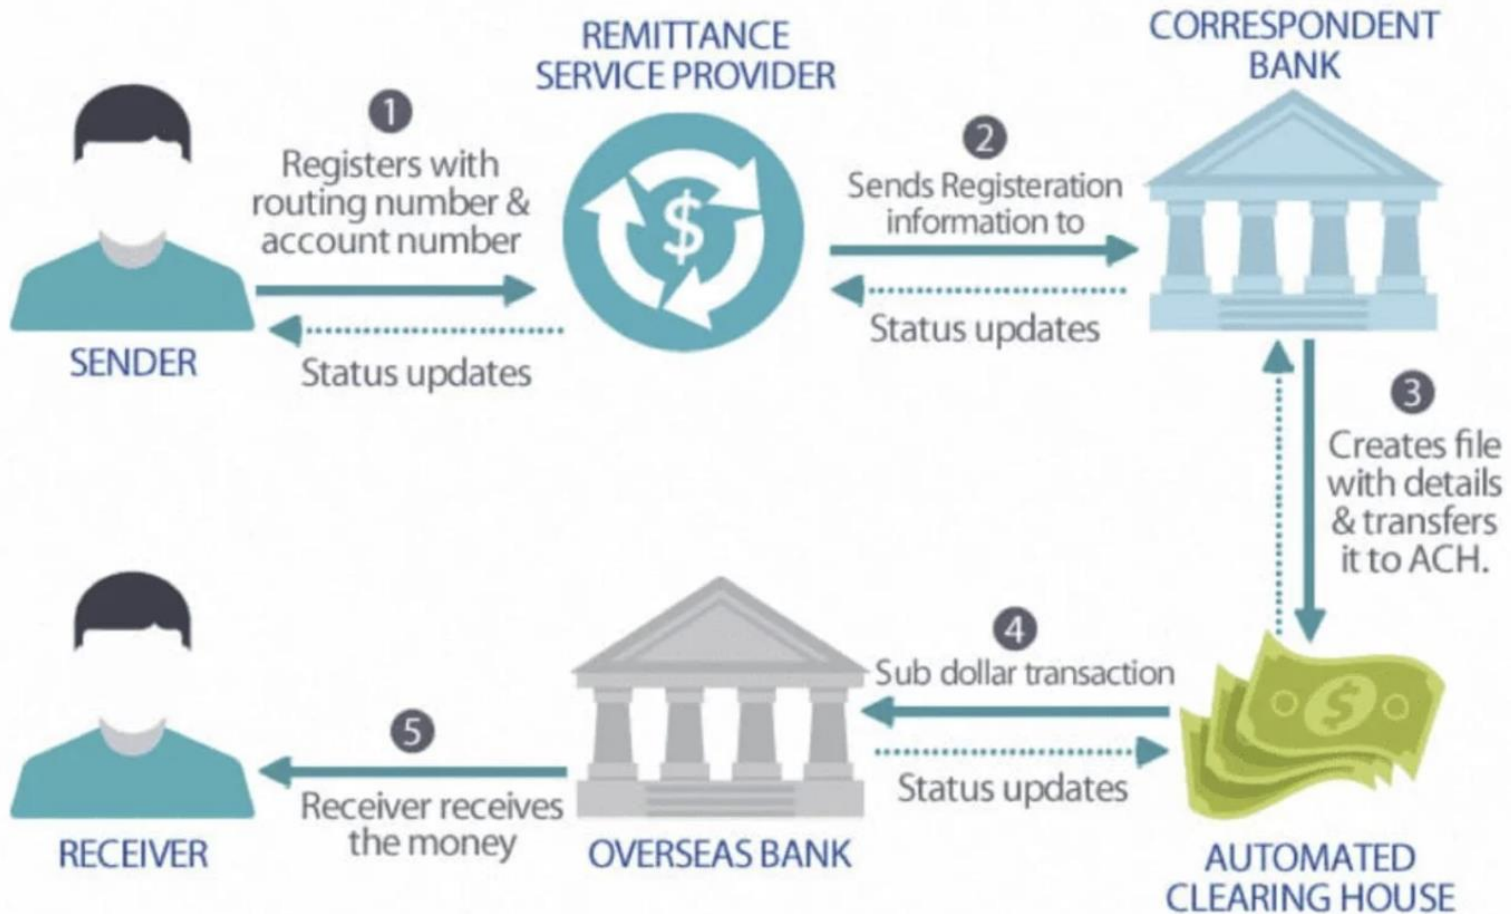 REMITTANCE
SERVICE PROVIDER
CORRESPONDENT
BANK
1
Registers with
routing number &
account number
$
2
Sends Registeration
information to
SENDER
Status updates
Status updates
3
Creates file
with details
& transfers
it to ACH.
4
Sub dollar transaction
$
Status updates
5
Receiver receives
the money
RECEIVER
OVERSEAS BANK
AUTOMATED
CLEARING HOUSE